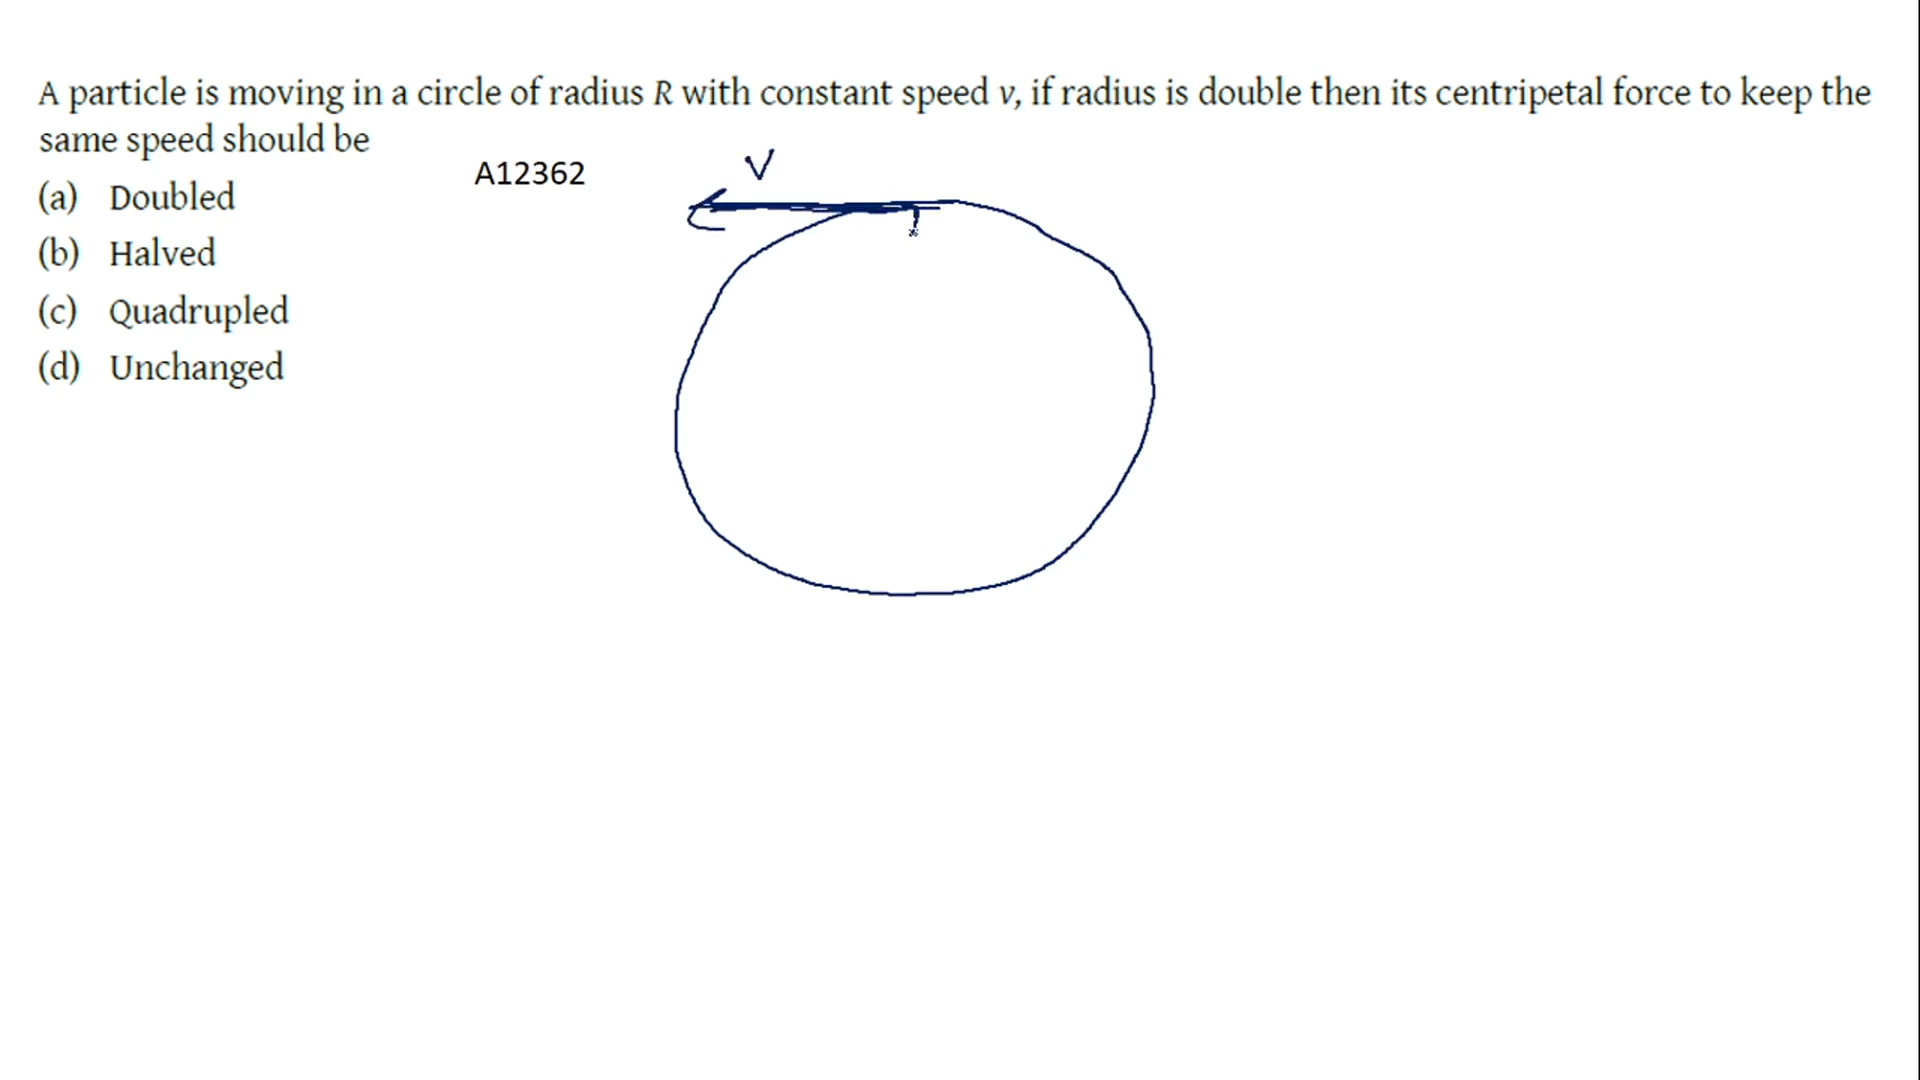 A particle is moving in a circle of radius R with constant speed v, if radius is double then its centripetal force to keep the
same speed should be
A12362
V
(a) Doubled
(b) Halved
(c) Quadrupled
(d) Unchanged